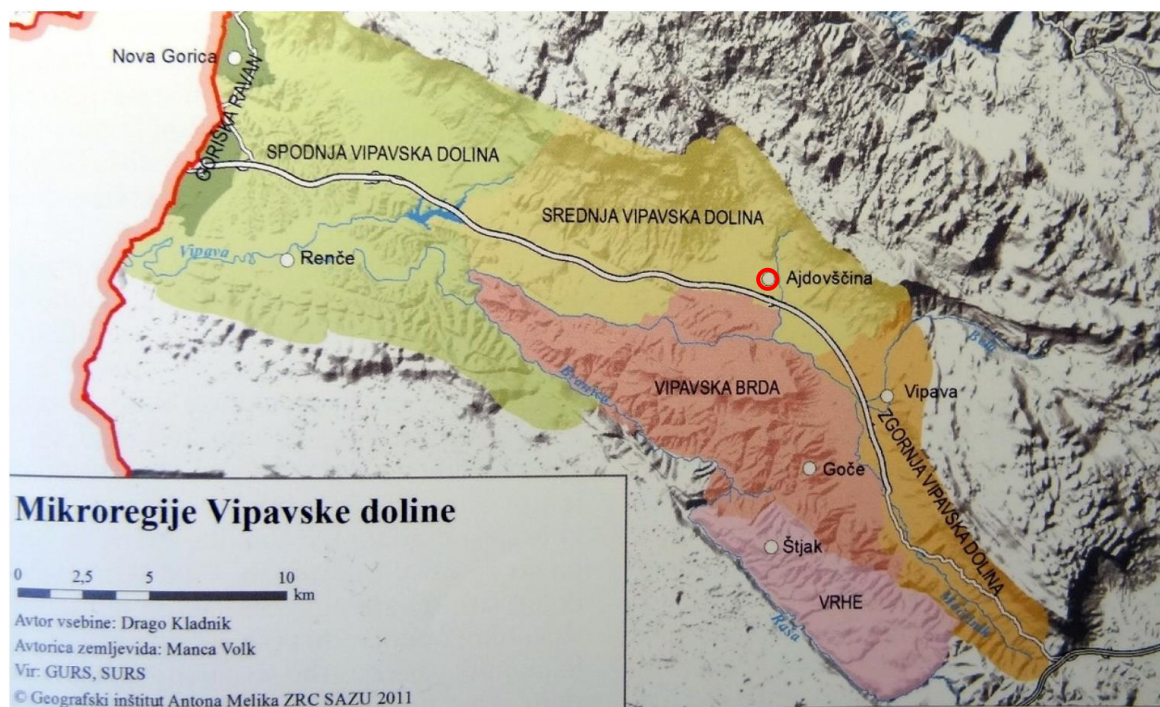 Nova Gorica
GORIŠKA RAVAN
SPODNJA VIPAVSKA DOLINA
SREDNJA VIPAVSKA DOLINA
Vipava
Renče
Ajdovščina
Bela
Branica
VIPAVSKA BRDA
Vipava
ZGORNJA VIPAVSKA DOLINA
Goče
Štjak
VRHE
Močilnik
Raša
Mikroregije Vipavske doline
0 2,5 5 10
km
Avtor vsebine: Drago Kladnik
Avtorica zemljevida: Manca Volk
Vir: GURS, SURS
© Geografski inštitut Antona Melika ZRC SAZU 2011